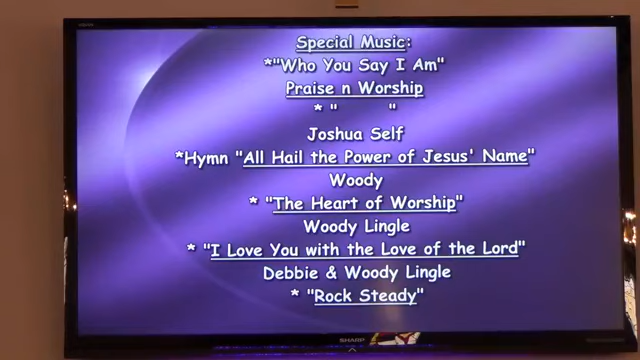 Special Music:
*"Who You Say I Am"
Praise n Worship
* " "
Joshua Self
*Hymn "All Hail the Power of Jesus' Name"
Woody
* "The Heart of Worship"
Woody Lingle
* "I Love You with the Love of the Lord"
Debbie & Woody Lingle
* "Rock Steady"
SHARP